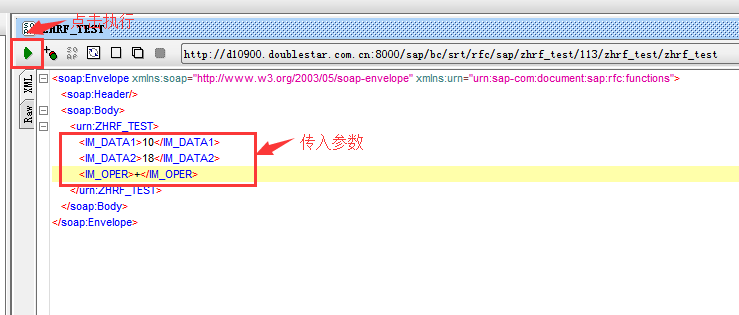 点击执行
ZHRF_TEST
http://d10900.doublestar.com.cn:8000/sap/bc/srt/rfc/sap/zhrf_test/113/zhrf_test/zhrf_test
XML
Raw
<soap:Envelope xmlns:soap="http://www.w3.org/2003/05/soap-envelope" xmlns:urn="urn:sap-com:document:sap:rfc:functions">
<soap:Header/>
<soap:Body>
<urn:ZHRF_TEST>
<IM_DATA1>10</IM_DATA1>
<IM_DATA2>18</IM_DATA2>
传入参数
<IM_OPER>+</IM_OPER>
</urn:ZHRF_TEST>
</soap:Body>
</soap:Envelope>